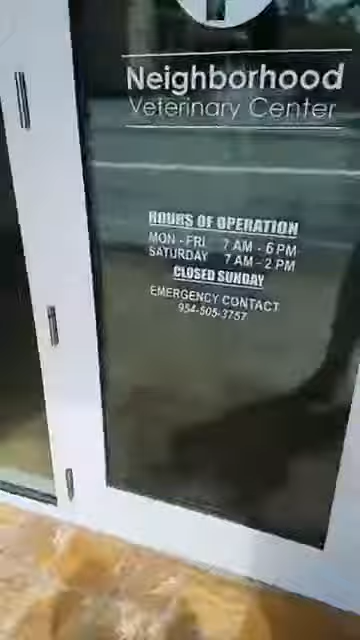 Neighborhood
Veterinary Center
HOURS OF OPERATION
MON - FRI 7 AM - 6 PM
SATURDAY 7 AM - 2 PM
CLOSED SUNDAY
EMERGENCY CONTACT
954-505-3757